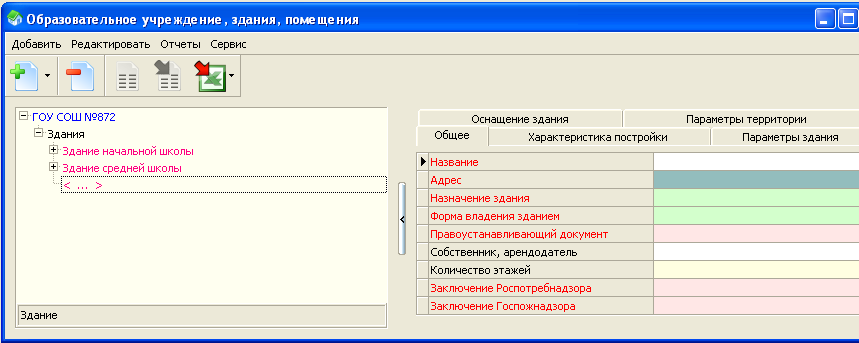 Образовательное учреждение, здания, помещения
Добавить Редактировать Отчеты Сервис
ГОУ СОШ №872
Здания
Здание начальной школы
Здание средней школы
< ... >
Здание
Оснащение здания Параметры территории
Общее Характеристика постройки Параметры здания
Название
Адрес
Назначение здания
Форма владения зданием
Правоустанавливающий документ
Собственник, арендодатель
Количество этажей
Заключение Роспотребнадзора
Заключение Госпожнадзора